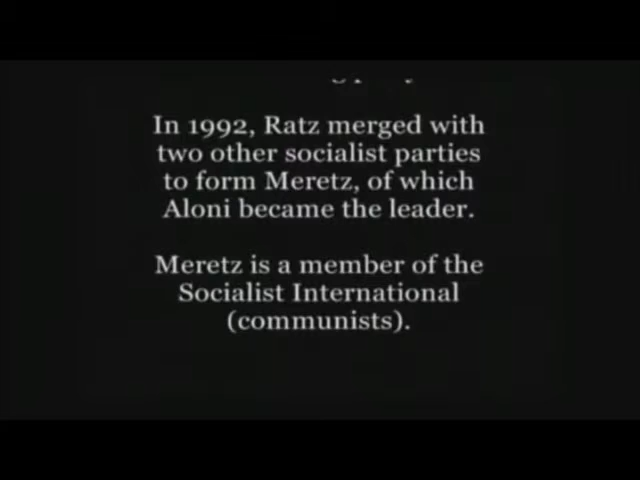 In 1992, Ratz merged with
two other socialist parties
to form Meretz, of which
Aloni became the leader.
Meretz is a member of the
Socialist International
(communists).